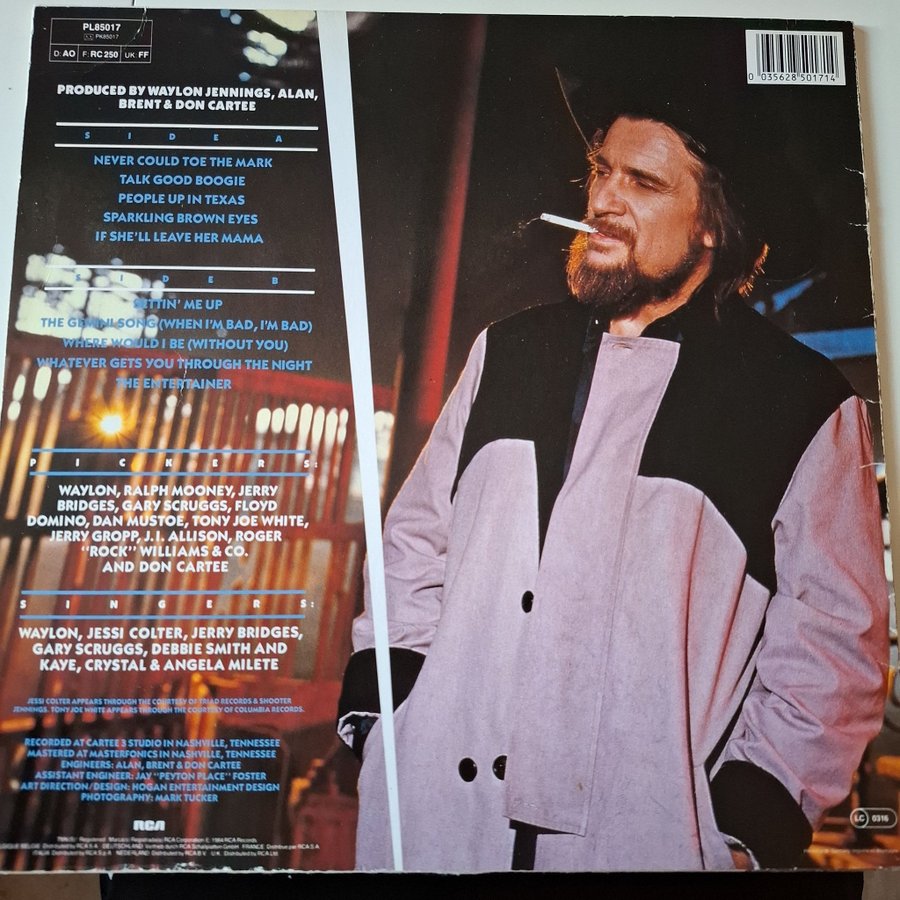 PL85017
PK85017
D: AO F: RC 250 UK: FF
0 035628 501714
PRODUCED BY WAYLON JENNINGS, ALAN,
BRENT & DON CARTEE
SIDE A
NEVER COULD TOE THE MARK
TALK GOOD BOOGIE
PEOPLE UP IN TEXAS
SPARKLING BROWN EYES
IF SHE'LL LEAVE HER MAMA
SIDE B
SETTIN' ME UP
THE GEMINI SONG (WHEN I'M BAD, I'M BAD)
WHERE WOULD I BE (WITHOUT YOU)
WHATEVER GETS YOU THROUGH THE NIGHT
THE ENTERTAINER
PICKERS:
WAYLON, RALPH MOONEY, JERRY
BRIDGES, GARY SCRUGGS, FLOYD
DOMINO, DAN MUSTOE, TONY JOE WHITE,
JERRY GROPP, J.I. ALLISON, ROGER
"ROCK" WILLIAMS & CO.
AND DON CARTEE
SINGERS:
WAYLON, JESSI COLTER, JERRY BRIDGES,
GARY SCRUGGS, DEBBIE SMITH AND
KAYE, CRYSTAL & ANGELA MILETE
JESSI COLTER APPEARS THROUGH THE COURTESY OF TRIAD RECORDS & SHOOTER
JENNINGS. TONY JOE WHITE APPEARS THROUGH THE COURTESY OF COLUMBIA RECORDS.
RECORDED AT CARTEE 3 STUDIO IN NASHVILLE, TENNESSEE
MASTERED AT MASTERFONICS IN NASHVILLE, TENNESSEE
ENGINEERS: ALAN, BRENT & DON CARTEE
ASSISTANT ENGINEER: JAY "PEYTON PLACE" FOSTER
ART DIRECTION/DESIGN: HOGAN ENTERTAINMENT DESIGN
PHOTOGRAPHY: MARK TUCKER
RCA
LC 0316